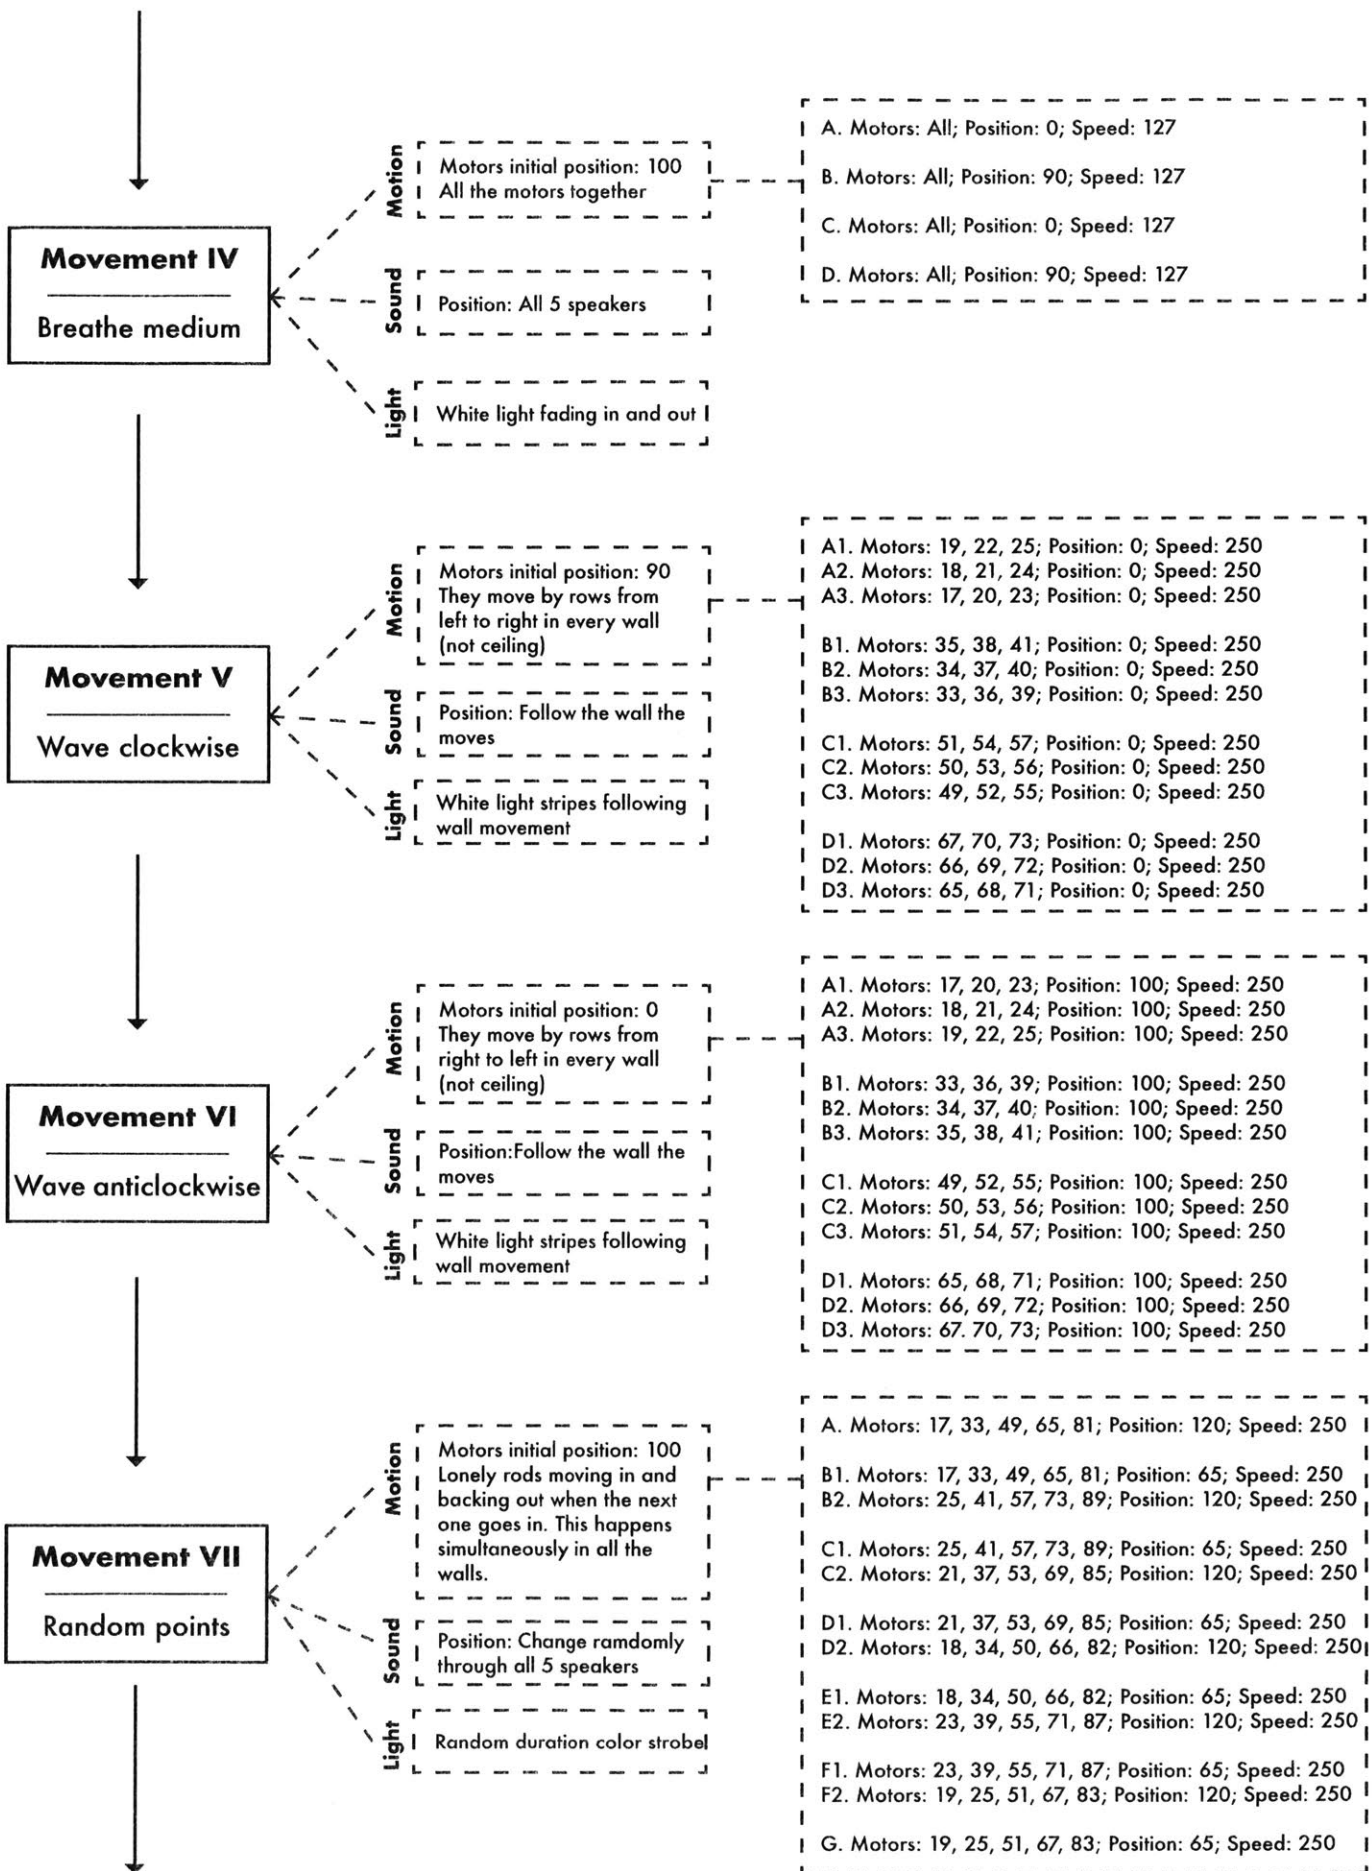 Movement IV
Breathe medium
Motion
Motors initial position: 100
All the motors together
A. Motors: All; Position: 0; Speed: 127
B. Motors: All; Position: 90; Speed: 127
C. Motors: All; Position: 0; Speed: 127
D. Motors: All; Position: 90; Speed: 127
Sound
Position: All 5 speakers
Light
White light fading in and out
Movement V
Wave clockwise
Motion
Motors initial position: 90
They move by rows from
left to right in every wall
(not ceiling)
A1. Motors: 19, 22, 25; Position: 0; Speed: 250
A2. Motors: 18, 21, 24; Position: 0; Speed: 250
A3. Motors: 17, 20, 23; Position: 0; Speed: 250
B1. Motors: 35, 38, 41; Position: 0; Speed: 250
B2. Motors: 34, 37, 40; Position: 0; Speed: 250
B3. Motors: 33, 36, 39; Position: 0; Speed: 250
C1. Motors: 51, 54, 57; Position: 0; Speed: 250
C2. Motors: 50, 53, 56; Position: 0; Speed: 250
C3. Motors: 49, 52, 55; Position: 0; Speed: 250
D1. Motors: 67, 70, 73; Position: 0; Speed: 250
D2. Motors: 66, 69, 72; Position: 0; Speed: 250
D3. Motors: 65, 68, 71; Position: 0; Speed: 250
Sound
Position: Follow the wall the
moves
Light
White light stripes following
wall movement
Movement VI
Wave anticlockwise
Motion
Motors initial position: 0
They move by rows from
right to left in every wall
(not ceiling)
A1. Motors: 17, 20, 23; Position: 100; Speed: 250
A2. Motors: 18, 21, 24; Position: 100; Speed: 250
A3. Motors: 19, 22, 25; Position: 100; Speed: 250
B1. Motors: 33, 36, 39; Position: 100; Speed: 250
B2. Motors: 34, 37, 40; Position: 100; Speed: 250
B3. Motors: 35, 38, 41; Position: 100; Speed: 250
C1. Motors: 49, 52, 55; Position: 100; Speed: 250
C2. Motors: 50, 53, 56; Position: 100; Speed: 250
C3. Motors: 51, 54, 57; Position: 100; Speed: 250
D1. Motors: 65, 68, 71; Position: 100; Speed: 250
D2. Motors: 66, 69, 72; Position: 100; Speed: 250
D3. Motors: 67. 70, 73; Position: 100; Speed: 250
Sound
Position:Follow the wall the
moves
Light
White light stripes following
wall movement
Movement VII
Random points
Motion
Motors initial position: 100
Lonely rods moving in and
backing out when the next
one goes in. This happens
simultaneously in all the
walls.
A. Motors: 17, 33, 49, 65, 81; Position: 120; Speed: 250
B1. Motors: 17, 33, 49, 65, 81; Position: 65; Speed: 250
B2. Motors: 25, 41, 57, 73, 89; Position: 120; Speed: 250
C1. Motors: 25, 41, 57, 73, 89; Position: 65; Speed: 250
C2. Motors: 21, 37, 53, 69, 85; Position: 120; Speed: 250
D1. Motors: 21, 37, 53, 69, 85; Position: 65; Speed: 250
D2. Motors: 18, 34, 50, 66, 82; Position: 120; Speed: 250
E1. Motors: 18, 34, 50, 66, 82; Position: 65; Speed: 250
E2. Motors: 23, 39, 55, 71, 87; Position: 120; Speed: 250
F1. Motors: 23, 39, 55, 71, 87; Position: 65; Speed: 250
F2. Motors: 19, 25, 51, 67, 83; Position: 120; Speed: 250
G. Motors: 19, 25, 51, 67, 83; Position: 65; Speed: 250
Sound
Position: Change ramdomly
through all 5 speakers
Light
Random duration color strobe